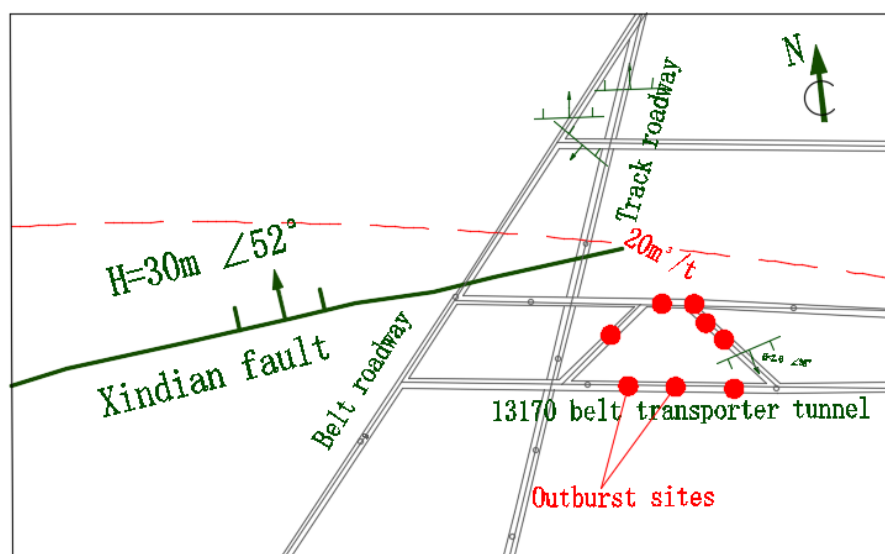 N
Track roadway
20m³/t
H=30m ∠52°
Xindian fault
Belt roadway
13170 belt transporter tunnel
Outburst sites